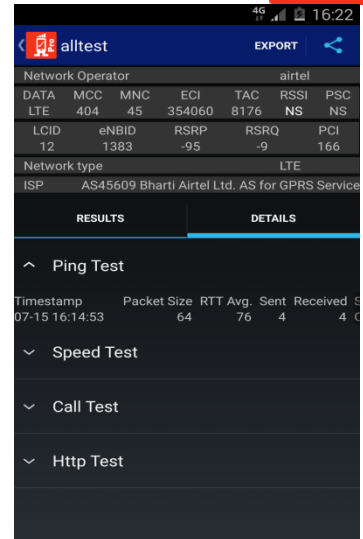 4G 16:22
Pro alltest EXPORT
Network Operator airtel
DATA MCC MNC ECI TAC RSSI PSC
LTE 404 45 354060 8176 NS NS
LCID eNBID RSRP RSRQ PCI
12 1383 -95 -9 166
Network type LTE
ISP AS45609 Bharti Airtel Ltd. AS for GPRS Service
RESULTS DETAILS
Ping Test
Timestamp Packet Size RTT Avg. Sent Received S
07-15 16:14:53 64 76 4 4
Speed Test
Call Test
Http Test